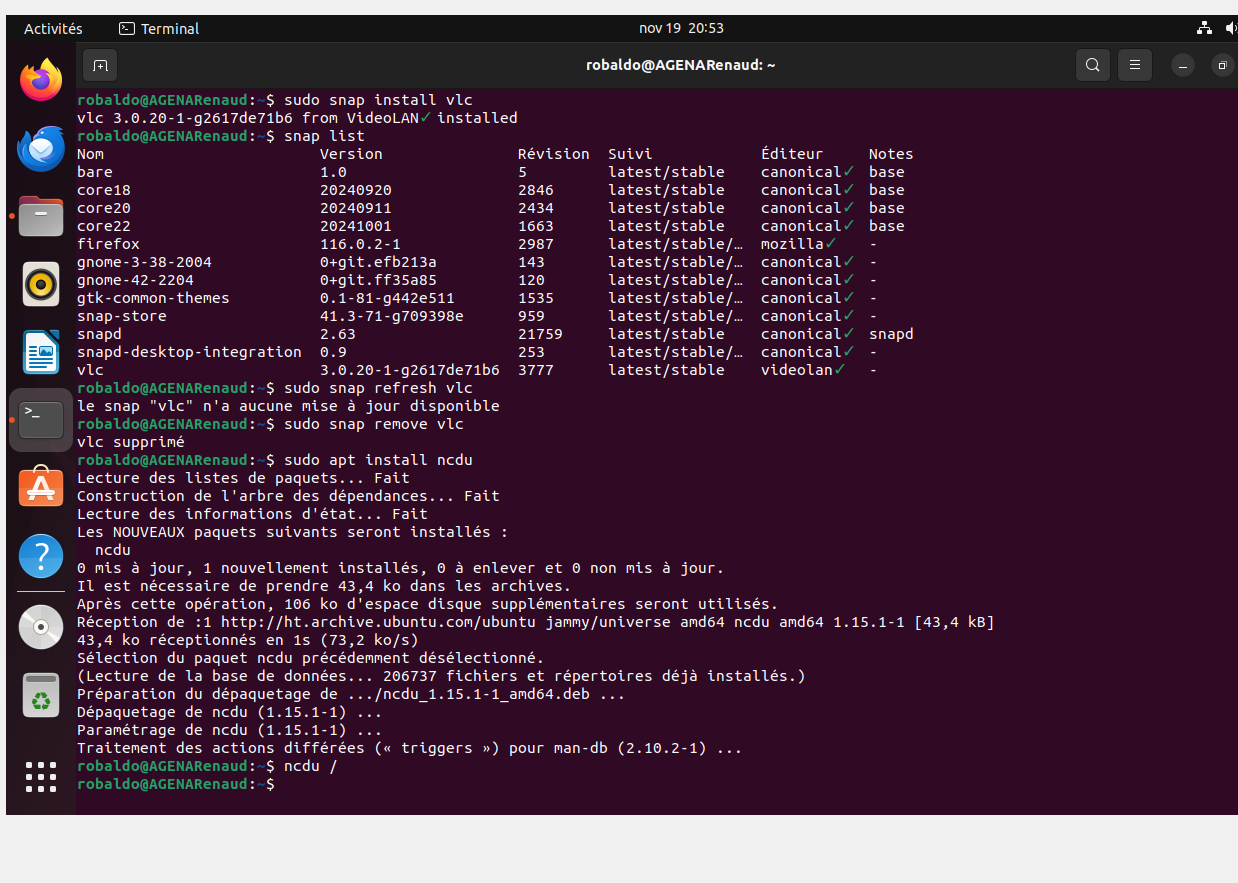 Activités Terminal nov 19 20:53
robaldo@AGENARenaud: ~
robaldo@AGENARenaud:~$ sudo snap install vlc
vlc 3.0.20-1-g2617de71b6 from VideoLAN✓ installed
robaldo@AGENARenaud:~$ snap list
Nom Version Révision Suivi Éditeur Notes
bare 1.0 5 latest/stable canonical✓ base
core18 20240920 2846 latest/stable canonical✓ base
core20 20240911 2434 latest/stable canonical✓ base
core22 20241001 1663 latest/stable canonical✓ base
firefox 116.0.2-1 2987 latest/stable/… mozilla✓ -
gnome-3-38-2004 0+git.efb213a 143 latest/stable/… canonical✓ -
gnome-42-2204 0+git.ff35a85 120 latest/stable/… canonical✓ -
gtk-common-themes 0.1-81-g442e511 1535 latest/stable/… canonical✓ -
snap-store 41.3-71-g709398e 959 latest/stable/… canonical✓ -
snapd 2.63 21759 latest/stable canonical✓ snapd
snapd-desktop-integration 0.9 253 latest/stable/… canonical✓ -
vlc 3.0.20-1-g2617de71b6 3777 latest/stable videolan✓ -
robaldo@AGENARenaud:~$ sudo snap refresh vlc
le snap "vlc" n'a aucune mise à jour disponible
robaldo@AGENARenaud:~$ sudo snap remove vlc
vlc supprimé
robaldo@AGENARenaud:~$ sudo apt install ncdu
Lecture des listes de paquets... Fait
Construction de l'arbre des dépendances... Fait
Lecture des informations d'état... Fait
Les NOUVEAUX paquets suivants seront installés :
ncdu
0 mis à jour, 1 nouvellement installés, 0 à enlever et 0 non mis à jour.
Il est nécessaire de prendre 43,4 ko dans les archives.
Après cette opération, 106 ko d'espace disque supplémentaires seront utilisés.
Réception de :1 http://ht.archive.ubuntu.com/ubuntu jammy/universe amd64 ncdu amd64 1.15.1-1 [43,4 kB]
43,4 ko réceptionnés en 1s (73,2 ko/s)
Sélection du paquet ncdu précédemment désélectionné.
(Lecture de la base de données... 206737 fichiers et répertoires déjà installés.)
Préparation du dépaquetage de .../ncdu_1.15.1-1_amd64.deb ...
Dépaquetage de ncdu (1.15.1-1) ...
Paramétrage de ncdu (1.15.1-1) ...
Traitement des actions différées (« triggers ») pour man-db (2.10.2-1) ...
robaldo@AGENARenaud:~$ ncdu /
robaldo@AGENARenaud:~$